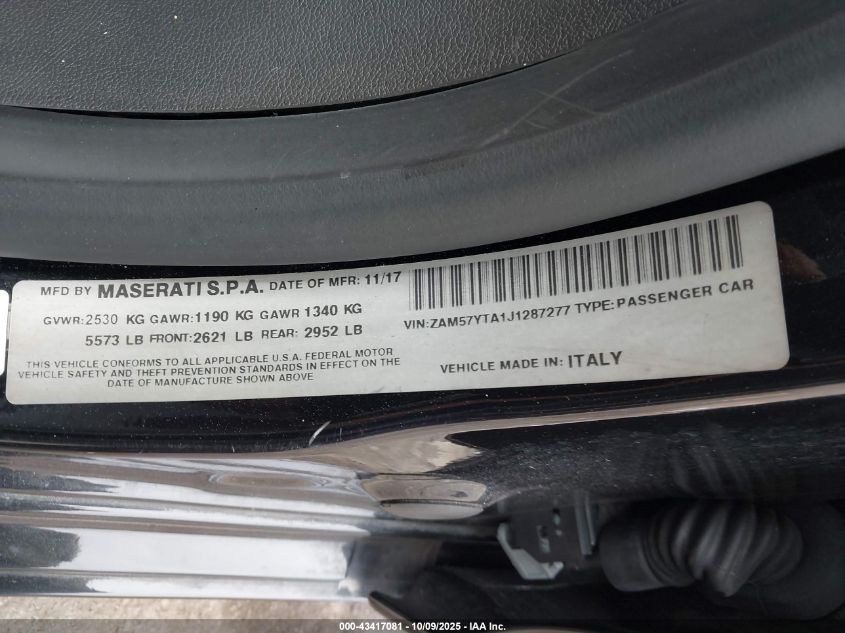 MFD BY MASERATI S.P.A. DATE OF MFR: 11/17
GVWR:2530 KG GAWR:1190 KG GAWR 1340 KG
5573 LB FRONT:2621 LB REAR: 2952 LB
THIS VEHICLE CONFORMS TO ALL APPLICABLE U.S.A. FEDERAL MOTOR
VEHICLE SAFETY AND THEFT PREVENTION STANDARDS IN EFFECT ON THE
DATE OF MANUFACTURE SHOWN ABOVE
VIN:ZAM57YTA1J1287277 TYPE: PASSENGER CAR
VEHICLE MADE IN: ITALY
000-43417081 - 10/09/2025 - IAA Inc.